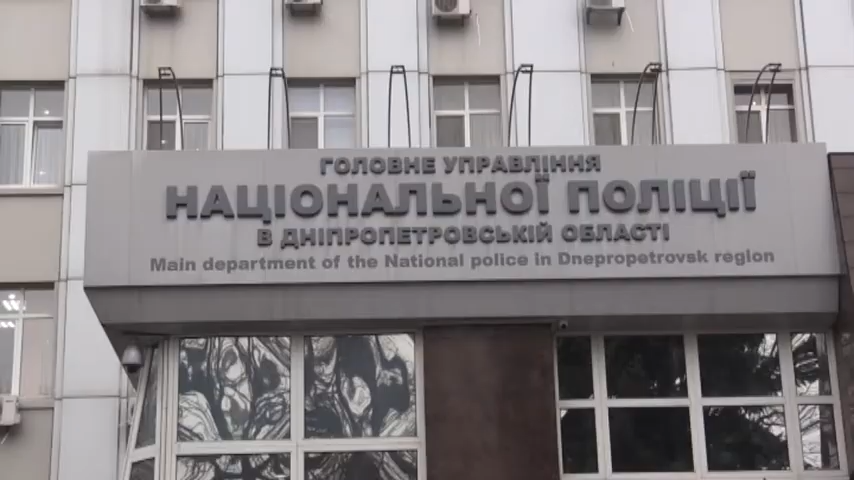 ГОЛОВНЕ УПРАВЛІННЯ
НАЦІОНАЛЬНОЇ ПОЛІЦІЇ
В ДНІПРОПЕТРОВСЬКІЙ ОБЛАСТІ
Main department of the National police in Dnepropetrovsk region